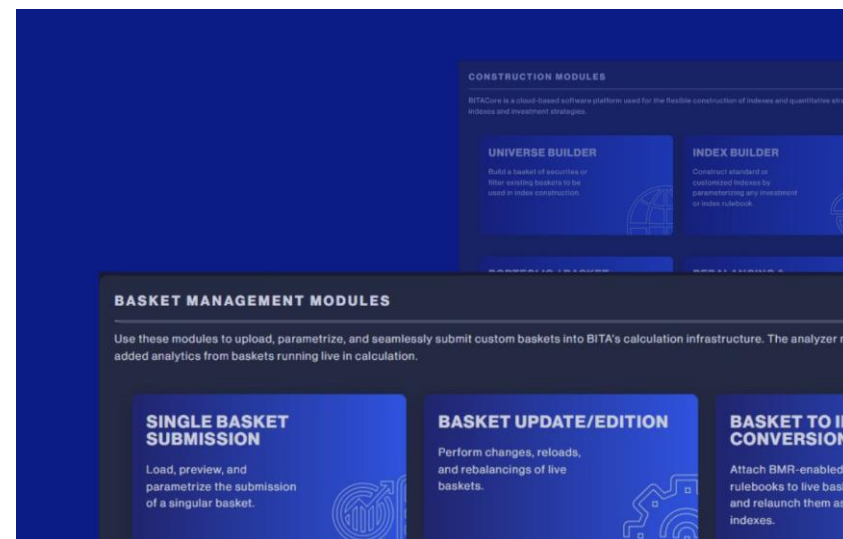 CONSTRUCTION MODULES
BITACore is a cloud-based software platform used for the flexible construction of indexes and quantitative
indexes and investment strategies.
UNIVERSE BUILDER
Build a basket of securities or
filter existing baskets to be
used in index construction.
INDEX BUILDER
Construct standard or
customized indexes by
parameterizing any investment
or index rulebook.
BASKET MANAGEMENT MODULES
Use these modules to upload, parametrize, and seamlessly submit custom baskets into BITA's calculation infrastructure. The analyzer
added analytics from baskets running live in calculation.
SINGLE BASKET
SUBMISSION
Load, preview, and
parametrize the submission
of a singular basket.
BASKET UPDATE/EDITION
Perform changes, reloads,
and rebalancings of live
baskets.
BASKET TO
CONVERSION
Attach BMR-enabled
rulebooks to live
and relaunch them as
indexes.